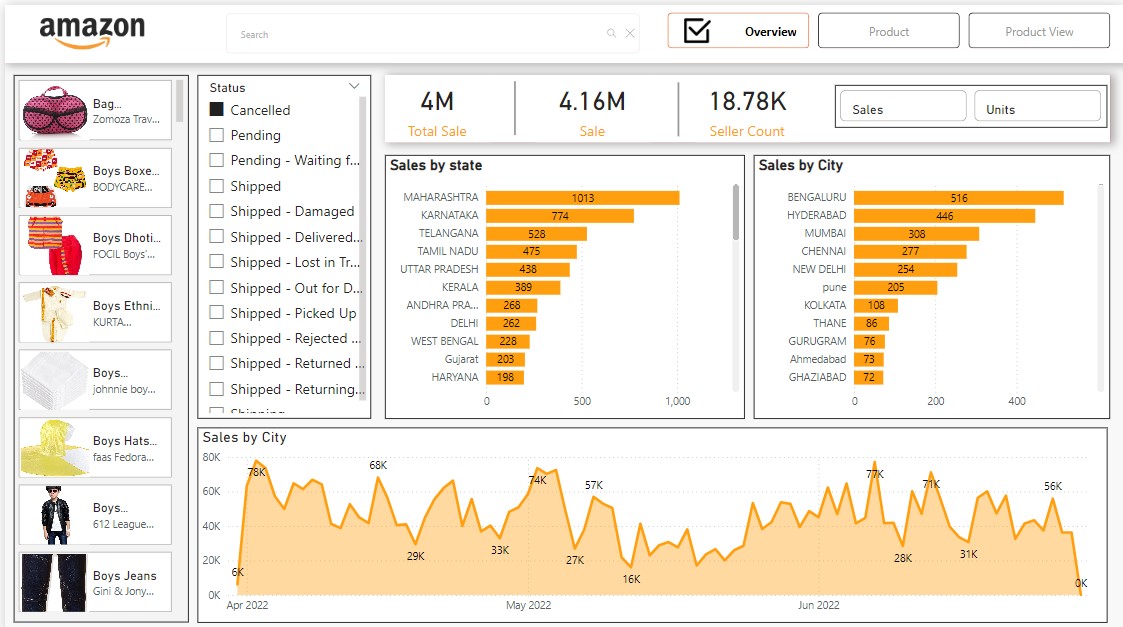 amazon
Search
Overview
Product
Product View
Bag...
Zomoza Trav...
Boys Boxe...
BODYCARE...
Boys Dhoti...
FOCIL Boys'...
Boys Ethni...
KURTA...
Boys...
johnnie boy...
Boys Hats...
faas Fedora...
Boys...
612 League...
Boys Jeans
Gini & Jony...
Status
Cancelled
Pending
Pending - Waiting f...
Shipped
Shipped - Damaged
Shipped - Delivered...
Shipped - Lost in Tr...
Shipped - Out for D...
Shipped - Picked Up
Shipped - Rejected ...
Shipped - Returned ...
Shipped - Returning...
Shipping
4M
Total Sale
4.16M
Sale
18.78K
Seller Count
Sales
Units
Sales by state
MAHARASHTRA 1013
KARNATAKA 774
TELANGANA 528
TAMIL NADU 475
UTTAR PRADESH 438
KERALA 389
ANDHRA PRA... 268
DELHI 262
WEST BENGAL 228
Gujarat 203
HARYANA 198
0 500 1,000
Sales by City
BENGALURU 516
HYDERABAD 446
MUMBAI 308
CHENNAI 277
NEW DELHI 254
pune 205
KOLKATA 108
THANE 86
GURUGRAM 76
Ahmedabad 73
GHAZIABAD 72
0 200 400
Sales by City
80K
60K
40K
20K
0K
6K 78K 68K 29K 33K 74K 27K 57K 16K 77K 28K 71K 31K 56K 0K
Apr 2022 May 2022 Jun 2022